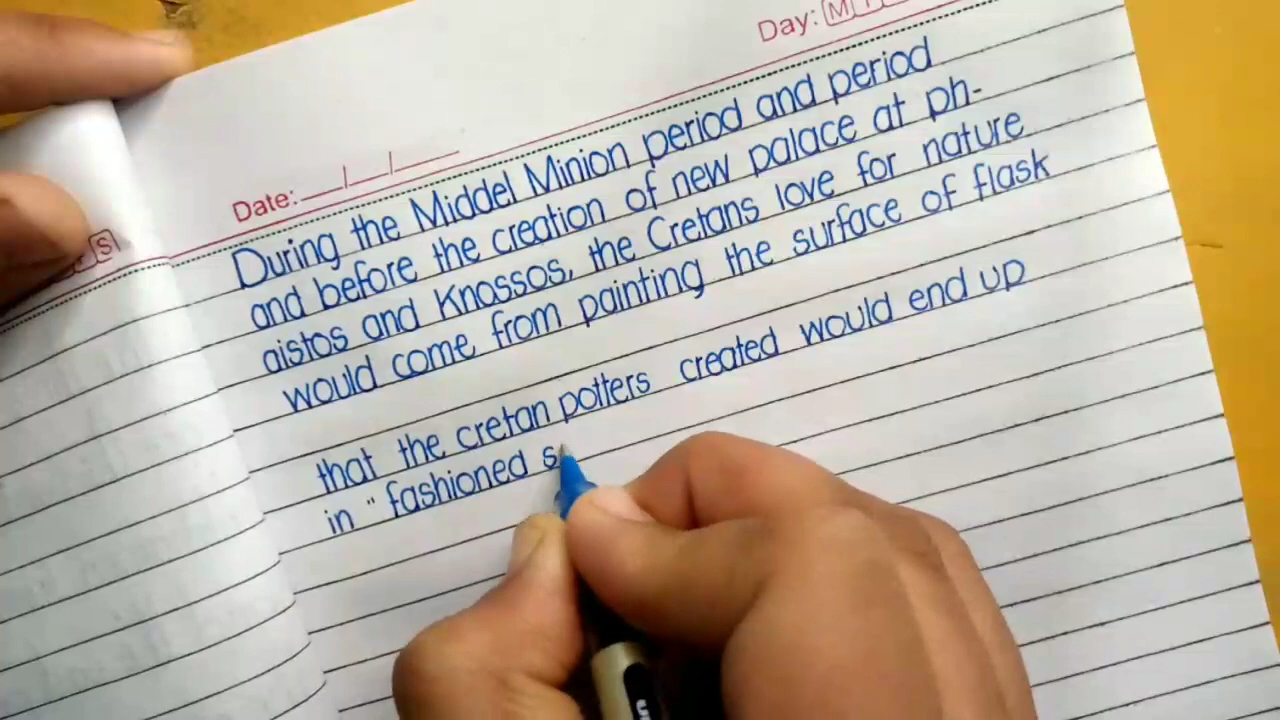 Day: M T
Date:
S
During the Middel Minion period and period
and before the creation of new palace at ph-
aistos and Knossos, the Cretans love for nature
would come from painting the surface of flask
that the cretan potters created would end up
in " fashioned s